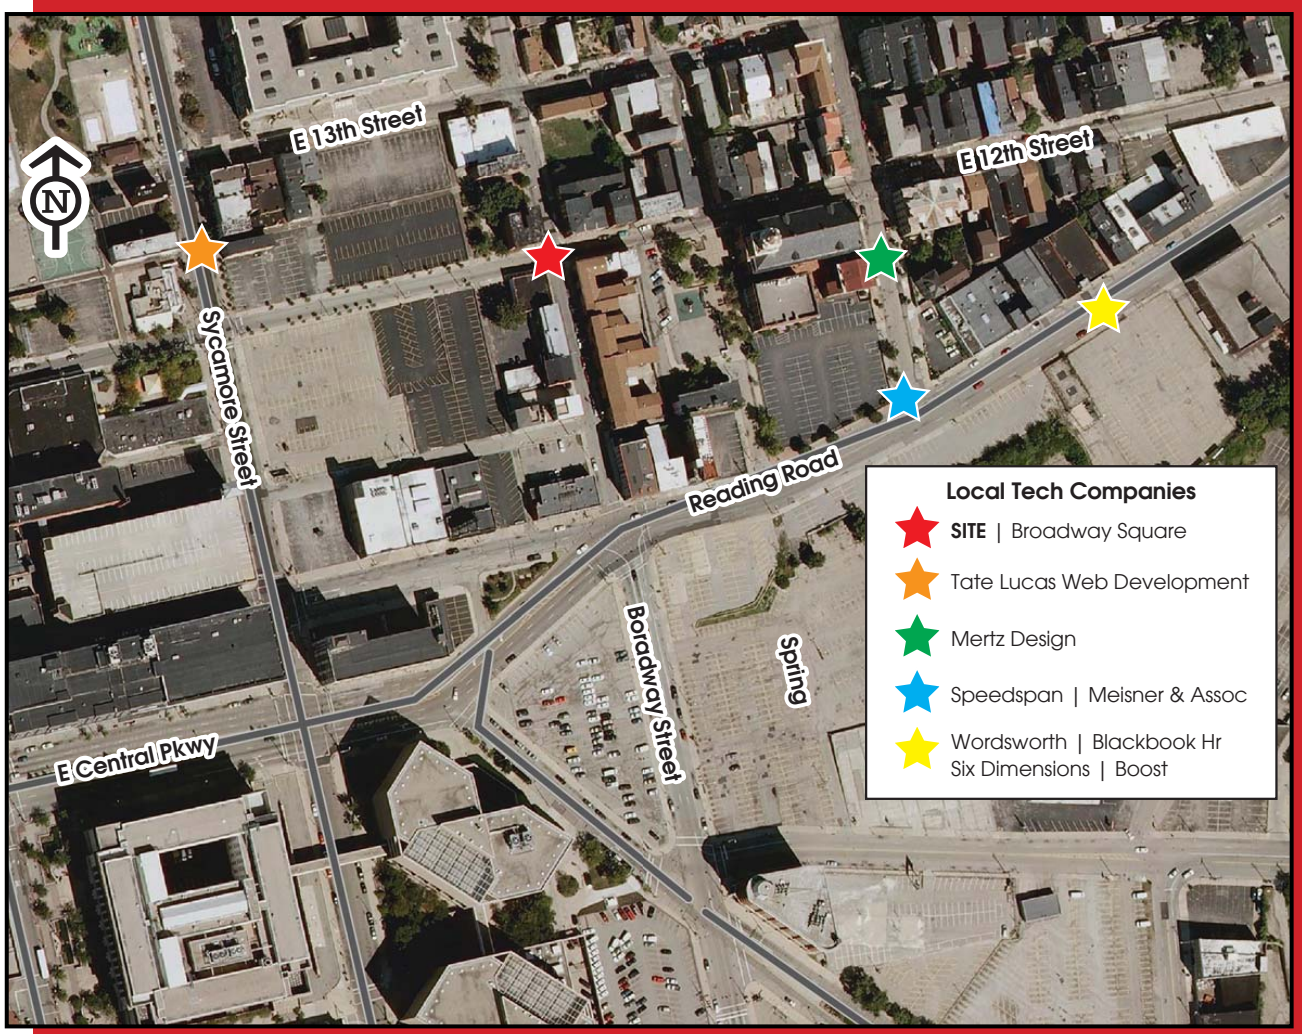 E 13th Street
E 12th Street
N
Sycamore Street
Reading Road
Boradway Street
Spring
E Central Pkwy
Local Tech Companies
SITE | Broadway Square
Tate Lucas Web Development
Mertz Design
Speedspan | Meisner & Assoc
Wordsworth | Blackbook Hr
Six Dimensions | Boost